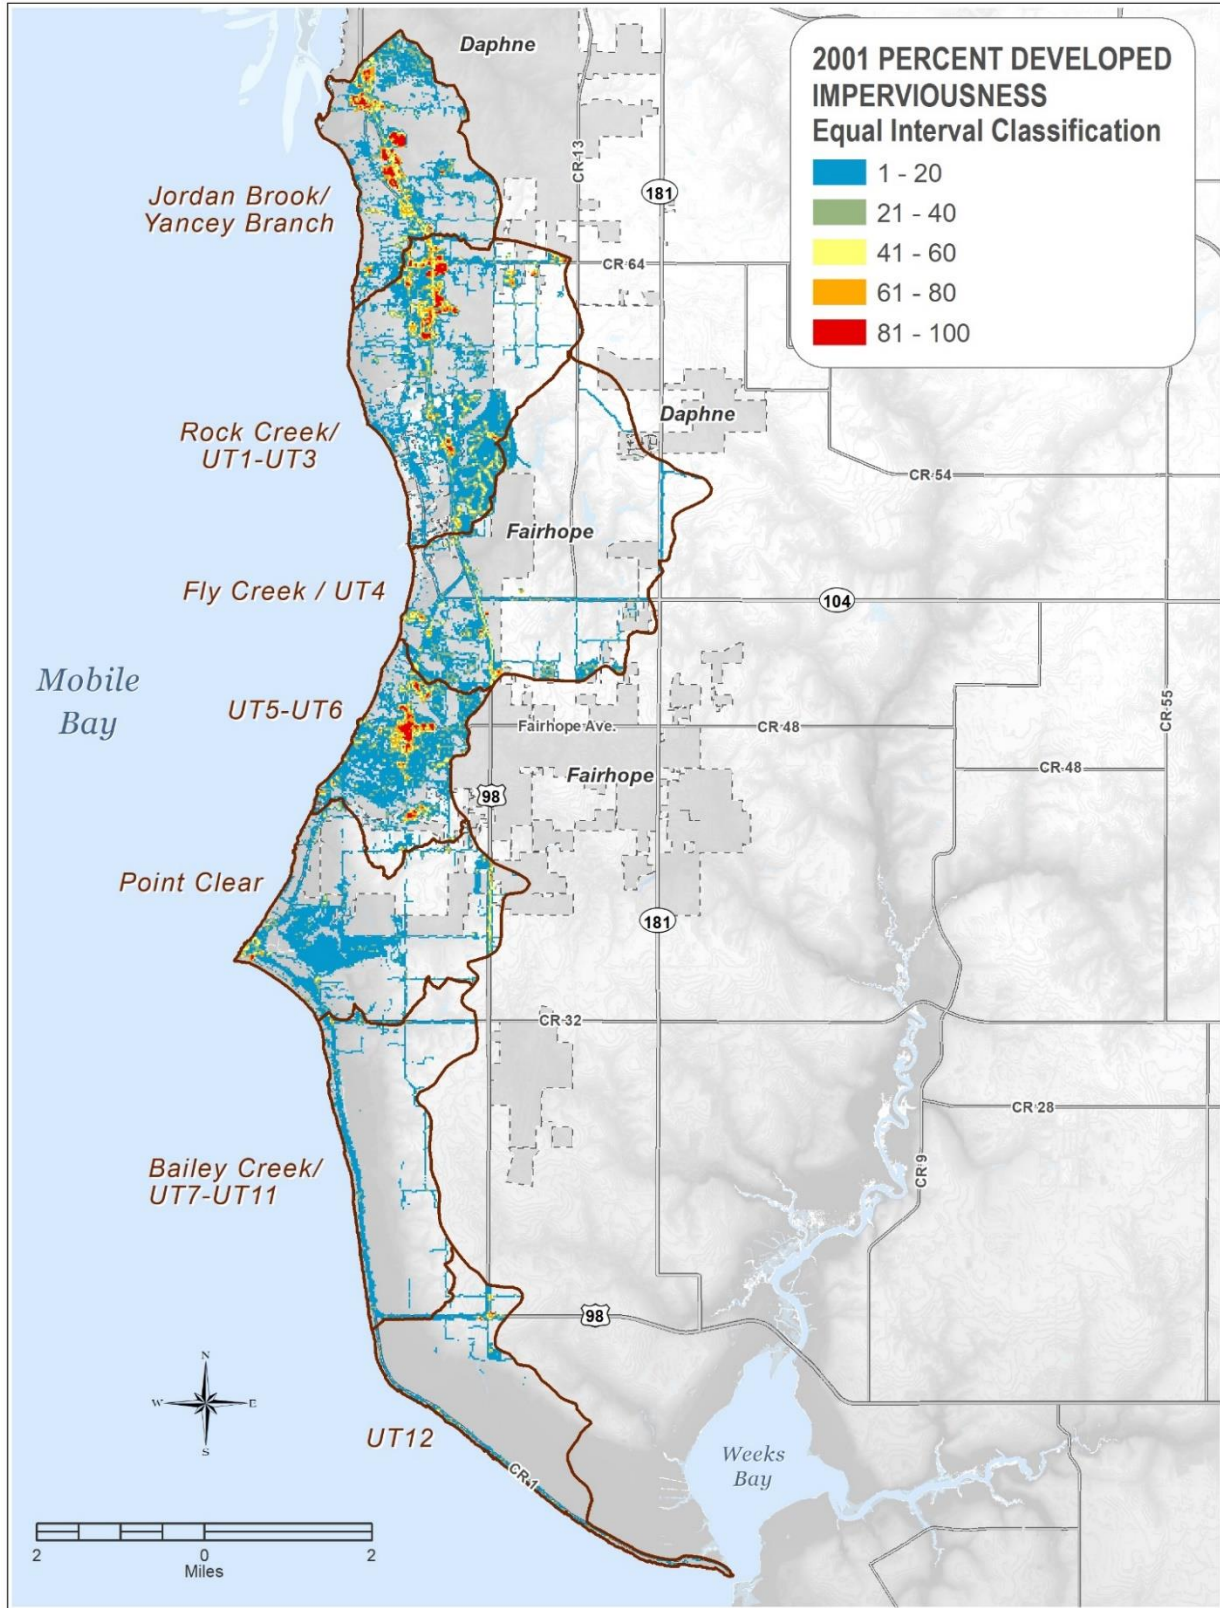 Daphne
2001 PERCENT DEVELOPED
IMPERVIOUSNESS
Equal Interval Classification
1 - 20
21 - 40
41 - 60
61 - 80
81 - 100
CR 13
181
Jordan Brook/
Yancey Branch
CR 64
Daphne
Rock Creek/
UT1-UT3
CR 54
Fairhope
Fly Creek / UT4
104
Mobile
Bay
UT5-UT6
CR 55
Fairhope Ave.
CR 48
Fairhope
CR 48
98
Point Clear
181
CR 32
CR 28
Bailey Creek/
UT7-UT11
CR 9
98
N
W
E
S
UT12
CR 1
Weeks
Bay
2
0
2
Miles